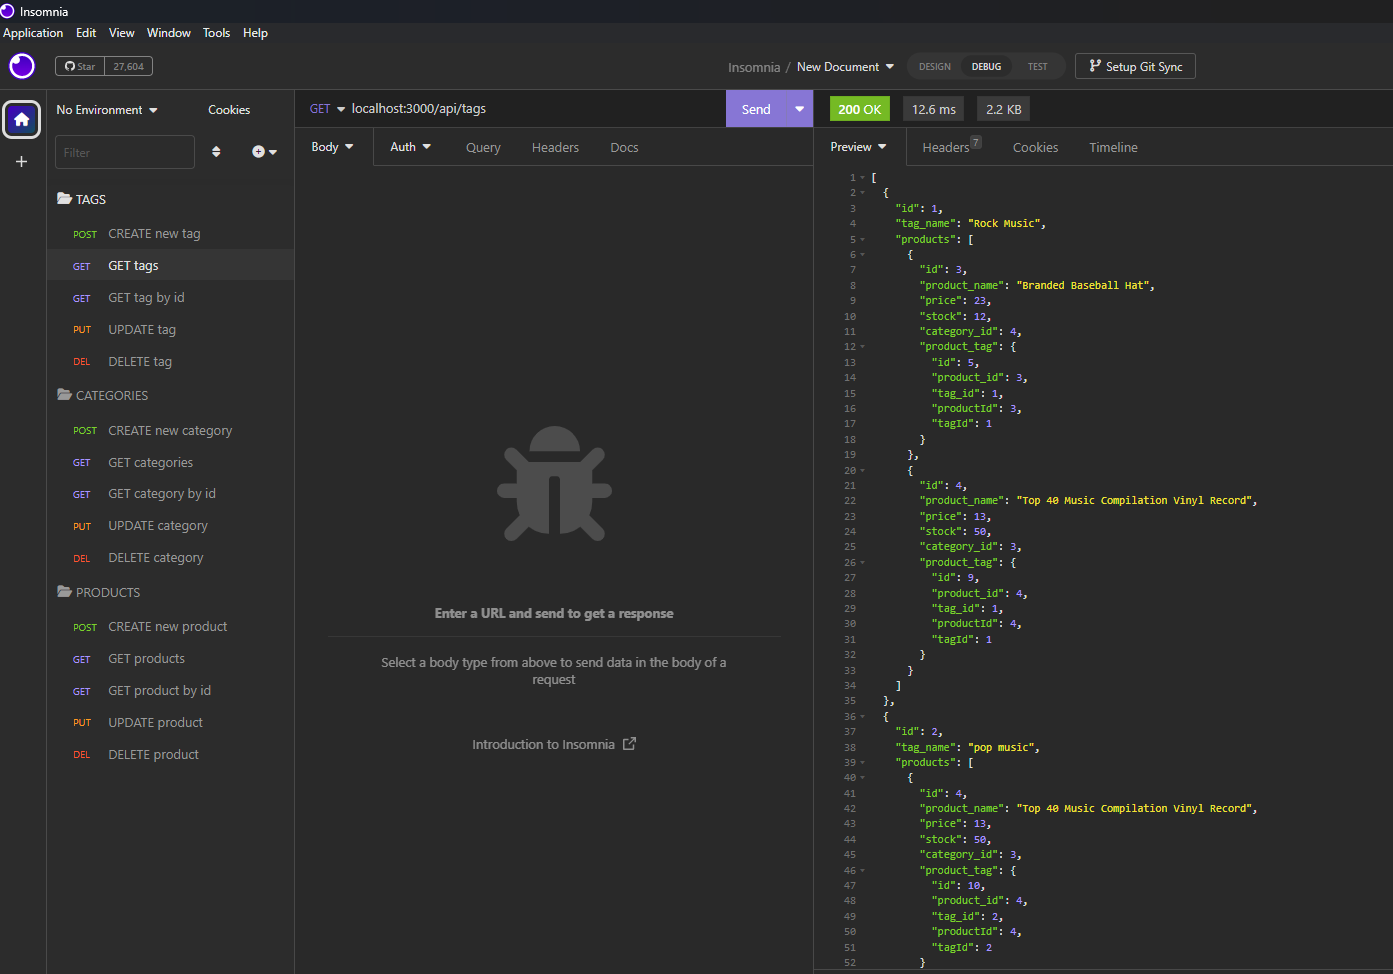 Insomnia
Application Edit View Window Tools Help
Star 27,604
Insomnia / New Document
DESIGN DEBUG TEST
Setup Git Sync
No Environment Cookies
Filter
TAGS
POST CREATE new tag
GET GET tags
GET GET tag by id
PUT UPDATE tag
DEL DELETE tag
CATEGORIES
POST CREATE new category
GET GET categories
GET GET category by id
PUT UPDATE category
DEL DELETE category
PRODUCTS
POST CREATE new product
GET GET products
GET GET product by id
PUT UPDATE product
DEL DELETE product
GET localhost:3000/api/tags Send
Body Auth Query Headers Docs
Enter a URL and send to get a response
Select a body type from above to send data in the body of a
request
Introduction to Insomnia
200 OK 12.6 ms 2.2 KB
Preview Headers 7 Cookies Timeline
1 [
2 {
3 "id": 1,
4 "tag_name": "Rock Music",
5 "products": [
6 {
7 "id": 3,
8 "product_name": "Branded Baseball Hat",
9 "price": 23,
10 "stock": 12,
11 "category_id": 4,
12 "product_tag": {
13 "id": 5,
14 "product_id": 3,
15 "tag_id": 1,
16 "productId": 3,
17 "tagId": 1
18 }
19 },
20 {
21 "id": 4,
22 "product_name": "Top 40 Music Compilation Vinyl Record",
23 "price": 13,
24 "stock": 50,
25 "category_id": 3,
26 "product_tag": {
27 "id": 9,
28 "product_id": 4,
29 "tag_id": 1,
30 "productId": 4,
31 "tagId": 1
32 }
33 }
34 ]
35 },
36 {
37 "id": 2,
38 "tag_name": "pop music",
39 "products": [
40 {
41 "id": 4,
42 "product_name": "Top 40 Music Compilation Vinyl Record",
43 "price": 13,
44 "stock": 50,
45 "category_id": 3,
46 "product_tag": {
47 "id": 10,
48 "product_id": 4,
49 "tag_id": 2,
50 "productId": 4,
51 "tagId": 2
52 }